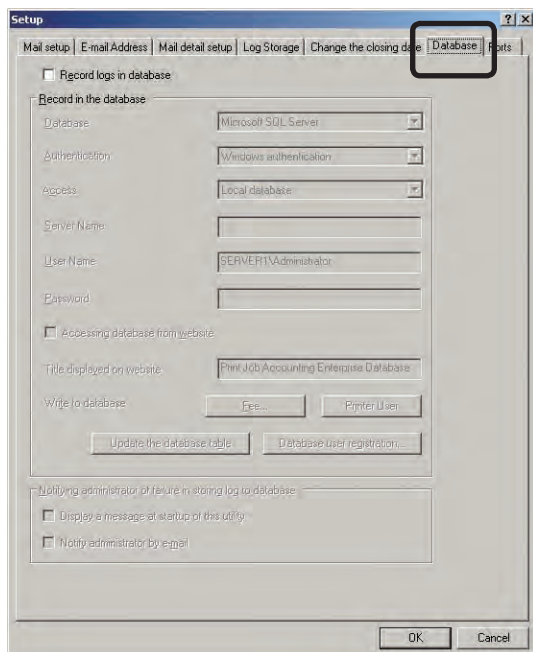 Setup
Mail setup E-mail Address Mail detail setup Log Storage Change the closing date Database Ports
Record logs in database
Record in the database
Database Microsoft SQL Server
Authentication Windows authentication
Access Local database
Server Name
User Name SERVER1\Administrator
Password
Accessing database from website
Title displayed on website Print Job Accounting Enterprise Database
Write to database Fee... Printer User
Update the database table Database user registration...
Notifying administrator of failure in storing log to database
Display a message at startup of this utility
Notify administrator by e-mail
OK Cancel